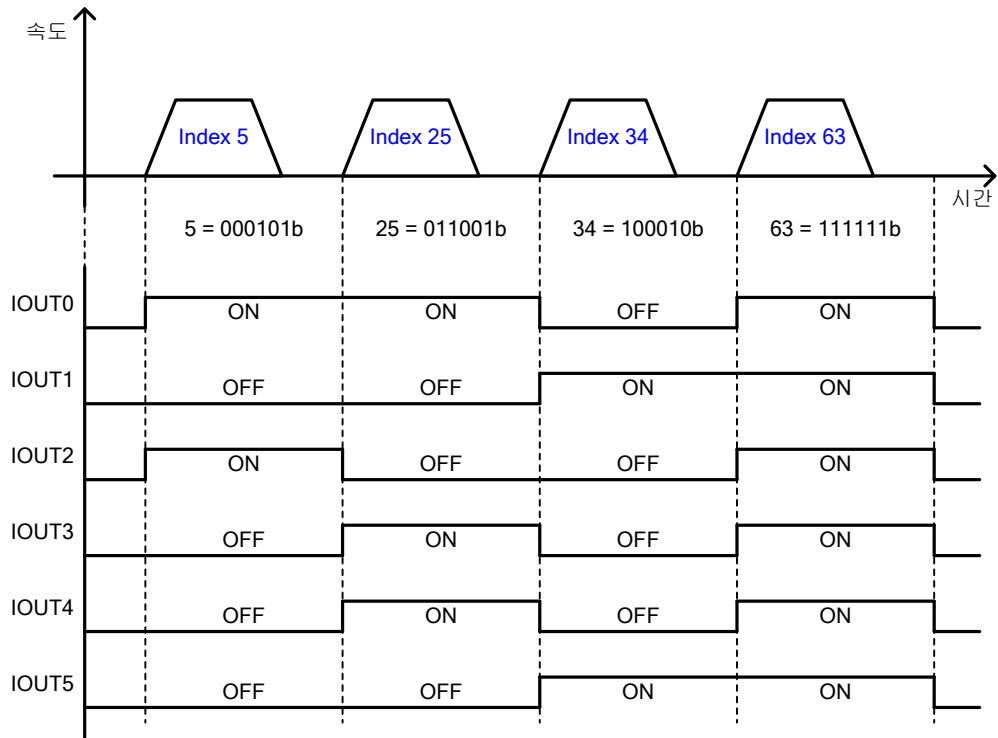 속도
Index 5 Index 25 Index 34 Index 63
시간
5 = 000101b 25 = 011001b 34 = 100010b 63 = 111111b
IOUT0 ON ON OFF ON
IOUT1 OFF OFF ON ON
IOUT2 ON OFF OFF ON
IOUT3 OFF ON OFF ON
IOUT4 OFF ON OFF ON
IOUT5 OFF OFF ON ON